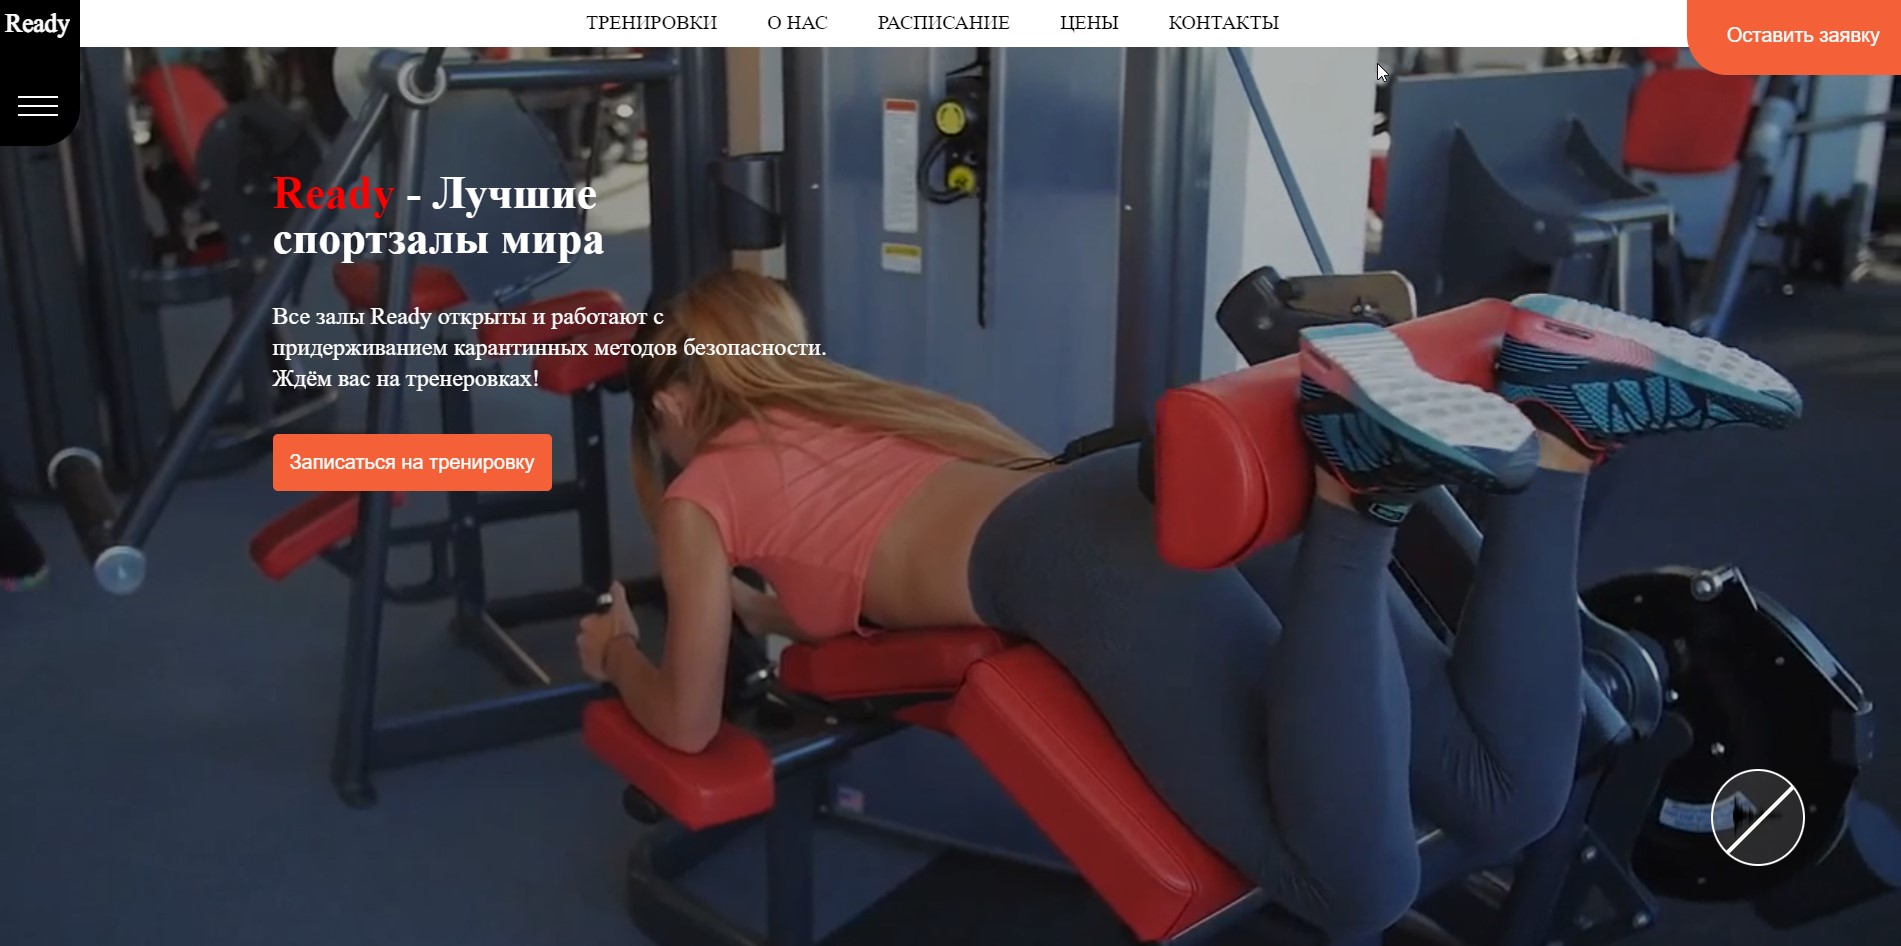 Ready
ТРЕНИРОВКИ О НАС РАСПИСАНИЕ ЦЕНЫ КОНТАКТЫ
Оставить заявку
Ready - Лучшие
спортзалы мира
Все залы Ready открыты и работают с
придерживанием карантинных методов безопасности.
Ждём вас на тренеровках!
Записаться на тренировку